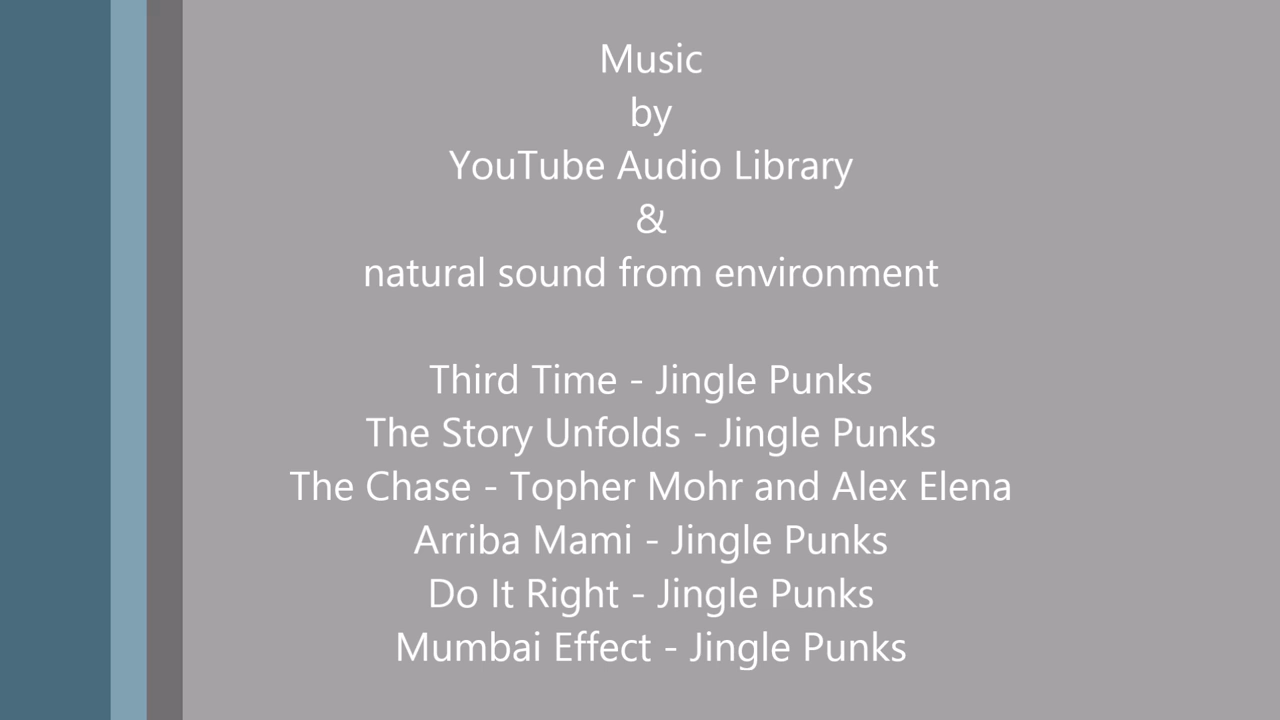 Music
by
YouTube Audio Library
&
natural sound from environment
Third Time - Jingle Punks
The Story Unfolds - Jingle Punks
The Chase - Topher Mohr and Alex Elena
Arriba Mami - Jingle Punks
Do It Right - Jingle Punks
Mumbai Effect - Jingle Punks